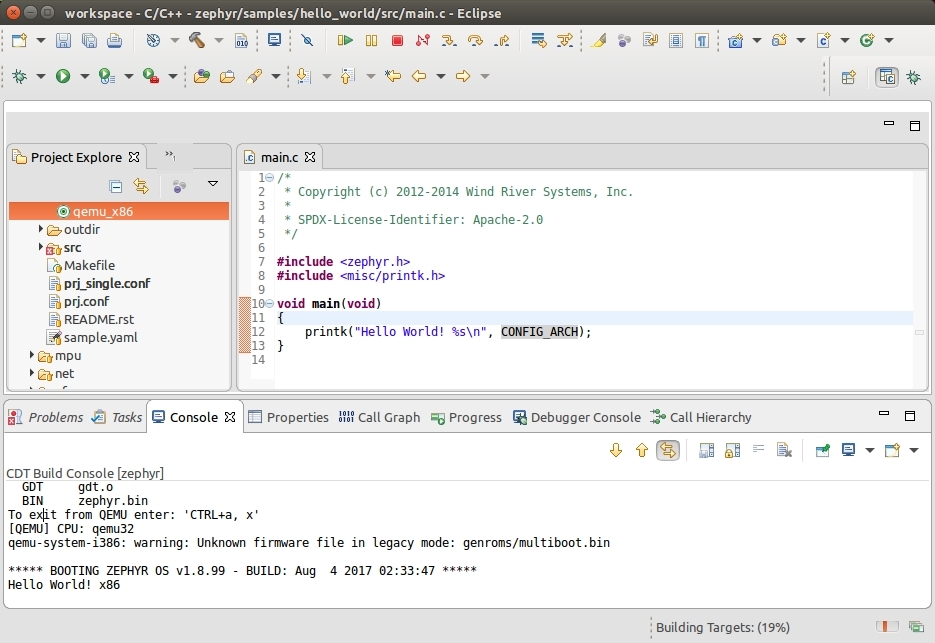 workspace - C/C++ - zephyr/samples/hello_world/src/main.c - Eclipse
Project Explorer
main.c
qemu_x86
outdir
src
Makefile
prj_single.conf
prj.conf
README.rst
sample.yaml
mpu
net
1 /*
2  * Copyright (c) 2012-2014 Wind River Systems, Inc.
3  *
4  * SPDX-License-Identifier: Apache-2.0
5  */
6
7 #include <zephyr.h>
8 #include <misc/printk.h>
9
10 void main(void)
11 {
12     printk("Hello World! %s\n", CONFIG_ARCH);
13 }
14
Problems Tasks Console Properties Call Graph Progress Debugger Console Call Hierarchy
CDT Build Console [zephyr]
GDT     gdt.o
BIN     zephyr.bin
To exit from QEMU enter: 'CTRL+a, x'
[QEMU] CPU: qemu32
qemu-system-i386: warning: Unknown firmware file in legacy mode: genroms/multiboot.bin
***** BOOTING ZEPHYR OS v1.8.99 - BUILD: Aug  4 2017 02:33:47 *****
Hello World! x86
Building Targets: (19%)